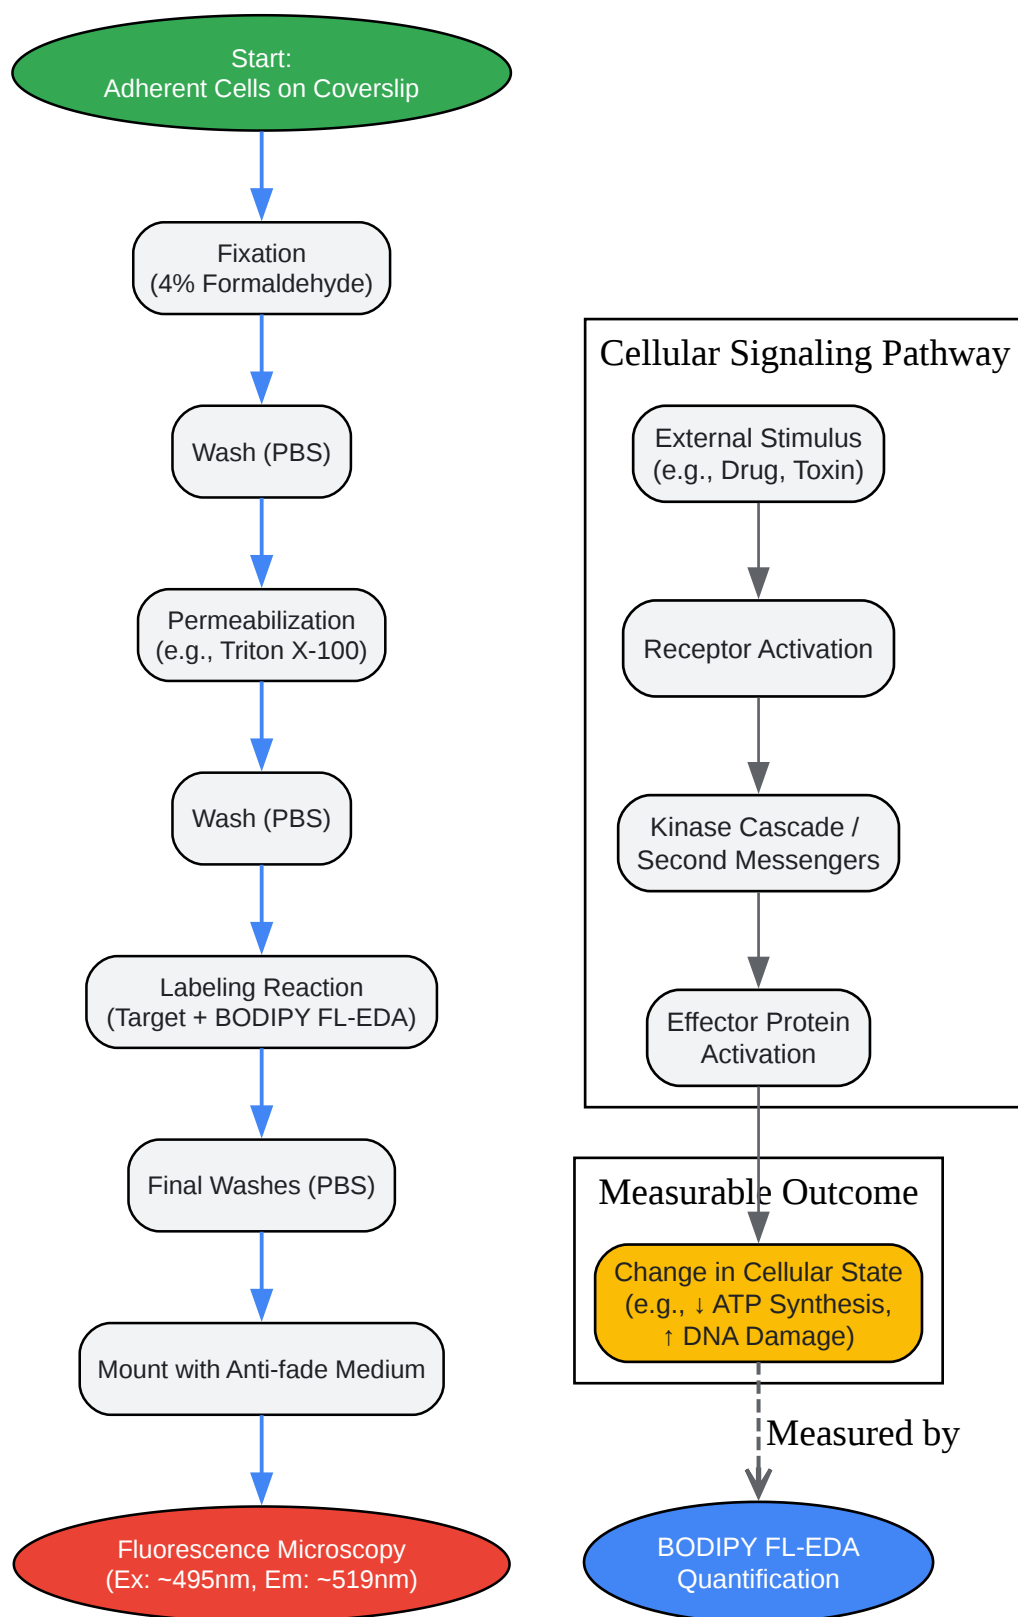 Start:
Adherent Cells on Coverslip
Fixation
(4% Formaldehyde)
Wash (PBS)
Permeabilization
(e.g., Triton X-100)
Wash (PBS)
Labeling Reaction
(Target + BODIPY FL-EDA)
Final Washes (PBS)
Mount with Anti-fade Medium
Fluorescence Microscopy
(Ex: ~495nm, Em: ~519nm)
Cellular Signaling Pathway
External Stimulus
(e.g., Drug, Toxin)
Receptor Activation
Kinase Cascade /
Second Messengers
Effector Protein
Activation
Measurable Outcome
Change in Cellular State
(e.g., ↓ ATP Synthesis,
↑ DNA Damage)
Measured by
BODIPY FL-EDA
Quantification